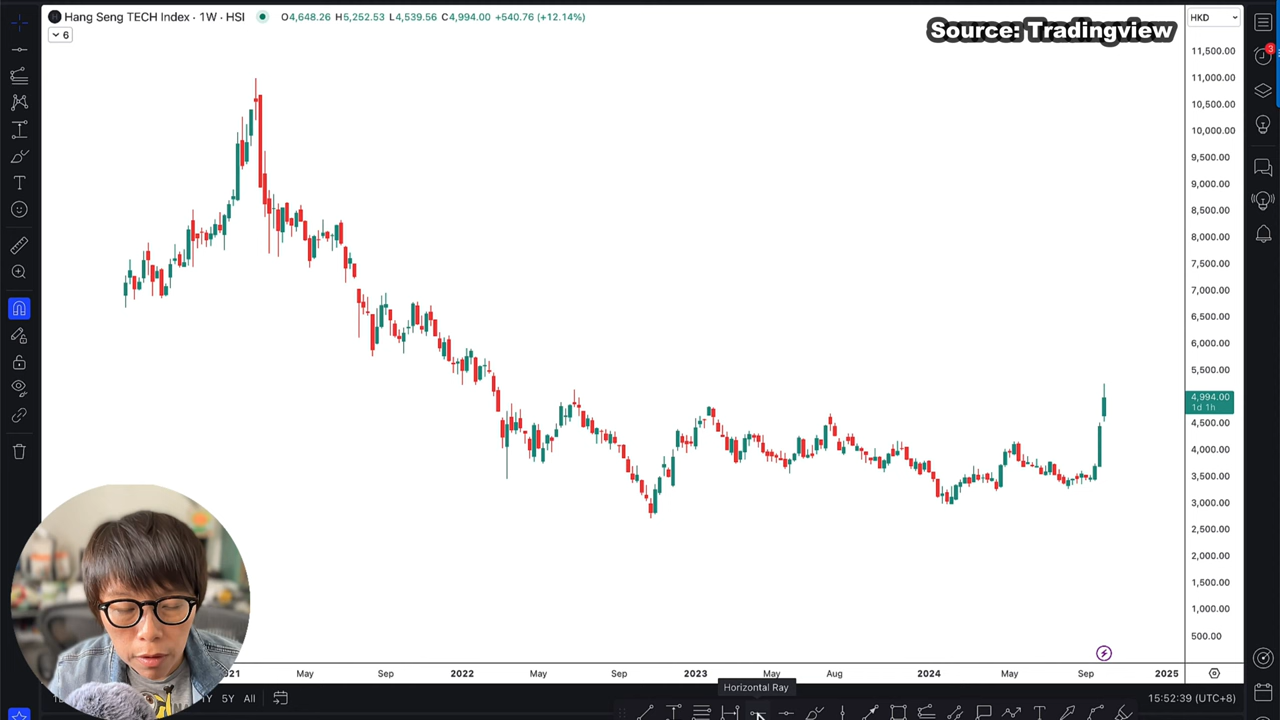 Hang Seng TECH Index · 1W · HSI
O4,648.26 H5,252.53 L4,539.56 C4,994.00 +540.76 (+12.14%)
6
Source: Tradingview
HKD
3
11,500.00
11,000.00
10,500.00
10,000.00
9,500.00
9,000.00
8,500.00
8,000.00
7,500.00
7,000.00
6,500.00
6,000.00
5,500.00
4,994.00
1d 1h
4,500.00
4,000.00
3,500.00
3,000.00
2,500.00
2,000.00
1,500.00
1,000.00
500.00
May Sep 2022 May Sep 2023 May Aug 2024 May Sep 2025
Horizontal Ray
5Y All
15:52:39 (UTC+8)